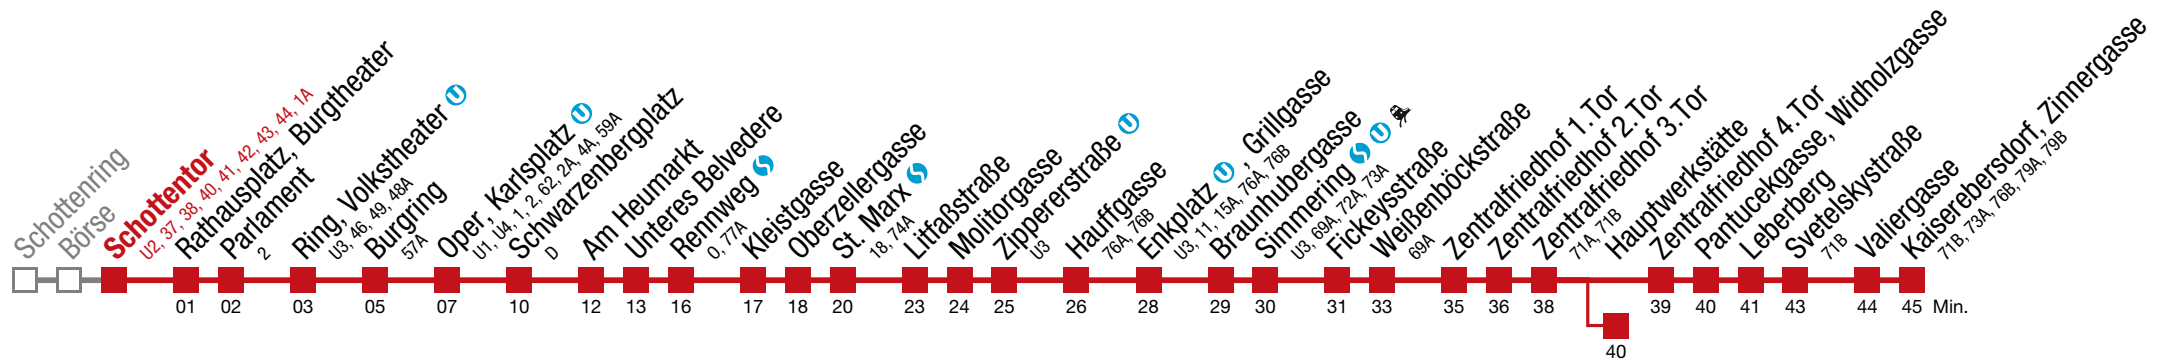 Schottenring
Börse
Schottentor
U2, 37, 38, 40, 41, 42, 43, 44, 1A
Rathausplatz, Burgtheater
Parlament
2
Ring, Volkstheater U
U3, 46, 49, 48A
Burgring
57A
Oper, Karlsplatz U
U1, U4, 1, 2, 62, 2A, 4A, 59A
Schwarzenbergplatz
D
Am Heumarkt
Unteres Belvedere
Rennweg S
O, 77A
Kleistgasse
Oberzellergasse
St. Marx S
18, 74A
Litfaßstraße
Molitorgasse
Zippererstraße U
U3
Hauffgasse
76A, 76B
Enkplatz U, Grillgasse
U3, 11, 15A, 76A, 76B
Braunhubergasse
Simmering S U
U3, 69A, 72A, 73A
Fickeysstraße
Weißenböckstraße
69A
Zentralfriedhof 1.Tor
Zentralfriedhof 2.Tor
Zentralfriedhof 3.Tor
71A, 71B
Hauptwerkstätte
Zentralfriedhof 4.Tor
Pantucekgasse, Widholzgasse
Leberberg
Svetelskystraße
71B
Valiergasse
Kaiserebersdorf, Zinnergasse
71B, 73A, 76B, 79A, 79B
01 02 03 05 07 10 12 13 16 17 18 20 23 24 25 26 28 29 30 31 33 35 36 38 39 40 41 43 44 45 Min.
40